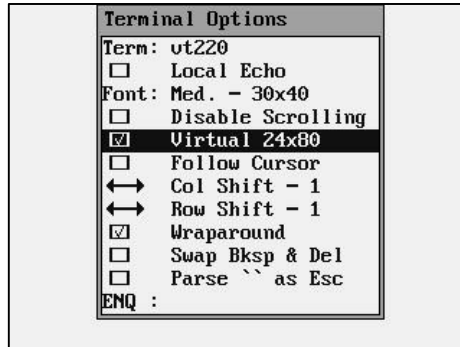 Terminal Options
Term: vt220
Local Echo
Font: Med. - 30x40
Disable Scrolling
Virtual 24x80
Follow Cursor
Col Shift - 1
Row Shift - 1
Wraparound
Swap Bksp & Del
Parse `` as Esc
ENQ :